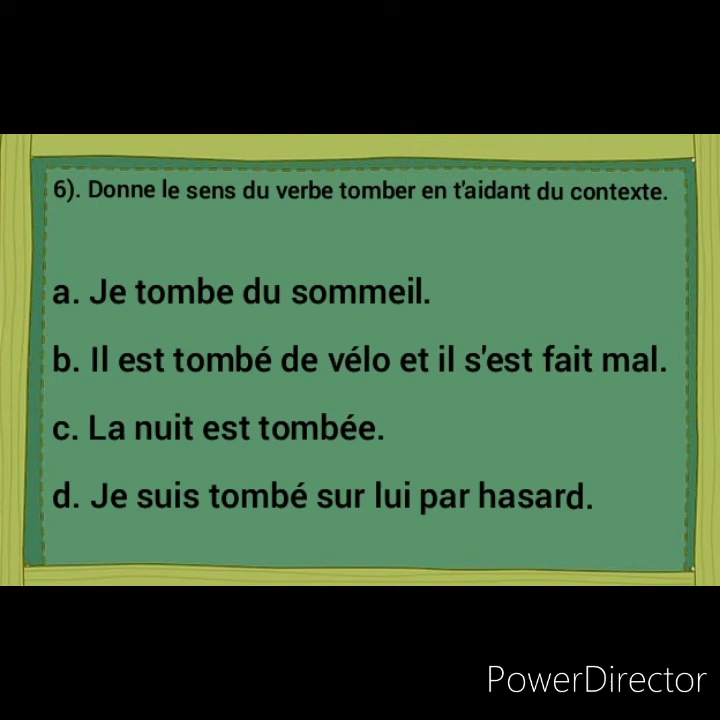 6). Donne le sens du verbe tomber en t'aidant du contexte.
a. Je tombe du sommeil.
b. Il est tombé de vélo et il s'est fait mal.
c. La nuit est tombée.
d. Je suis tombé sur lui par hasard.
PowerDirector